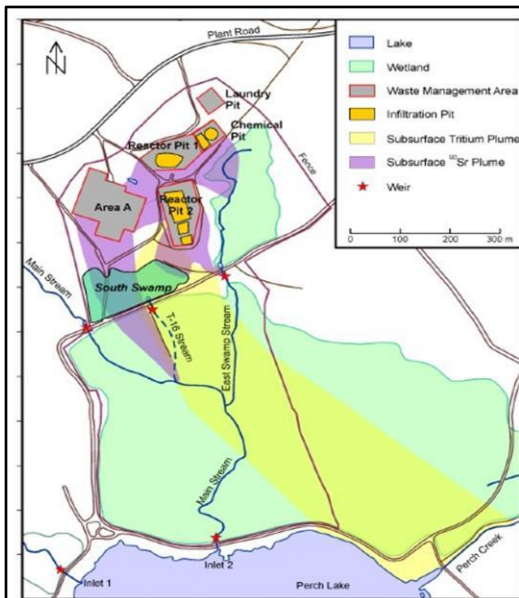 Plant Road
N
Laundry
Pit
Chemical
Pit
Reactor Pit 1
Fence
Area A
Reactor
Pit 2
Main Stream
South Swamp
T-16 Stream
East Swamp Stream
Main Stream
Inlet 1
Inlet 2
Perch Lake
Perch Creek
Lake
Wetland
Waste Management Area
Infiltration Pit
Subsurface Tritium Plume
Subsurface ⁹⁰Sr Plume
Weir
0 100 200 300 m